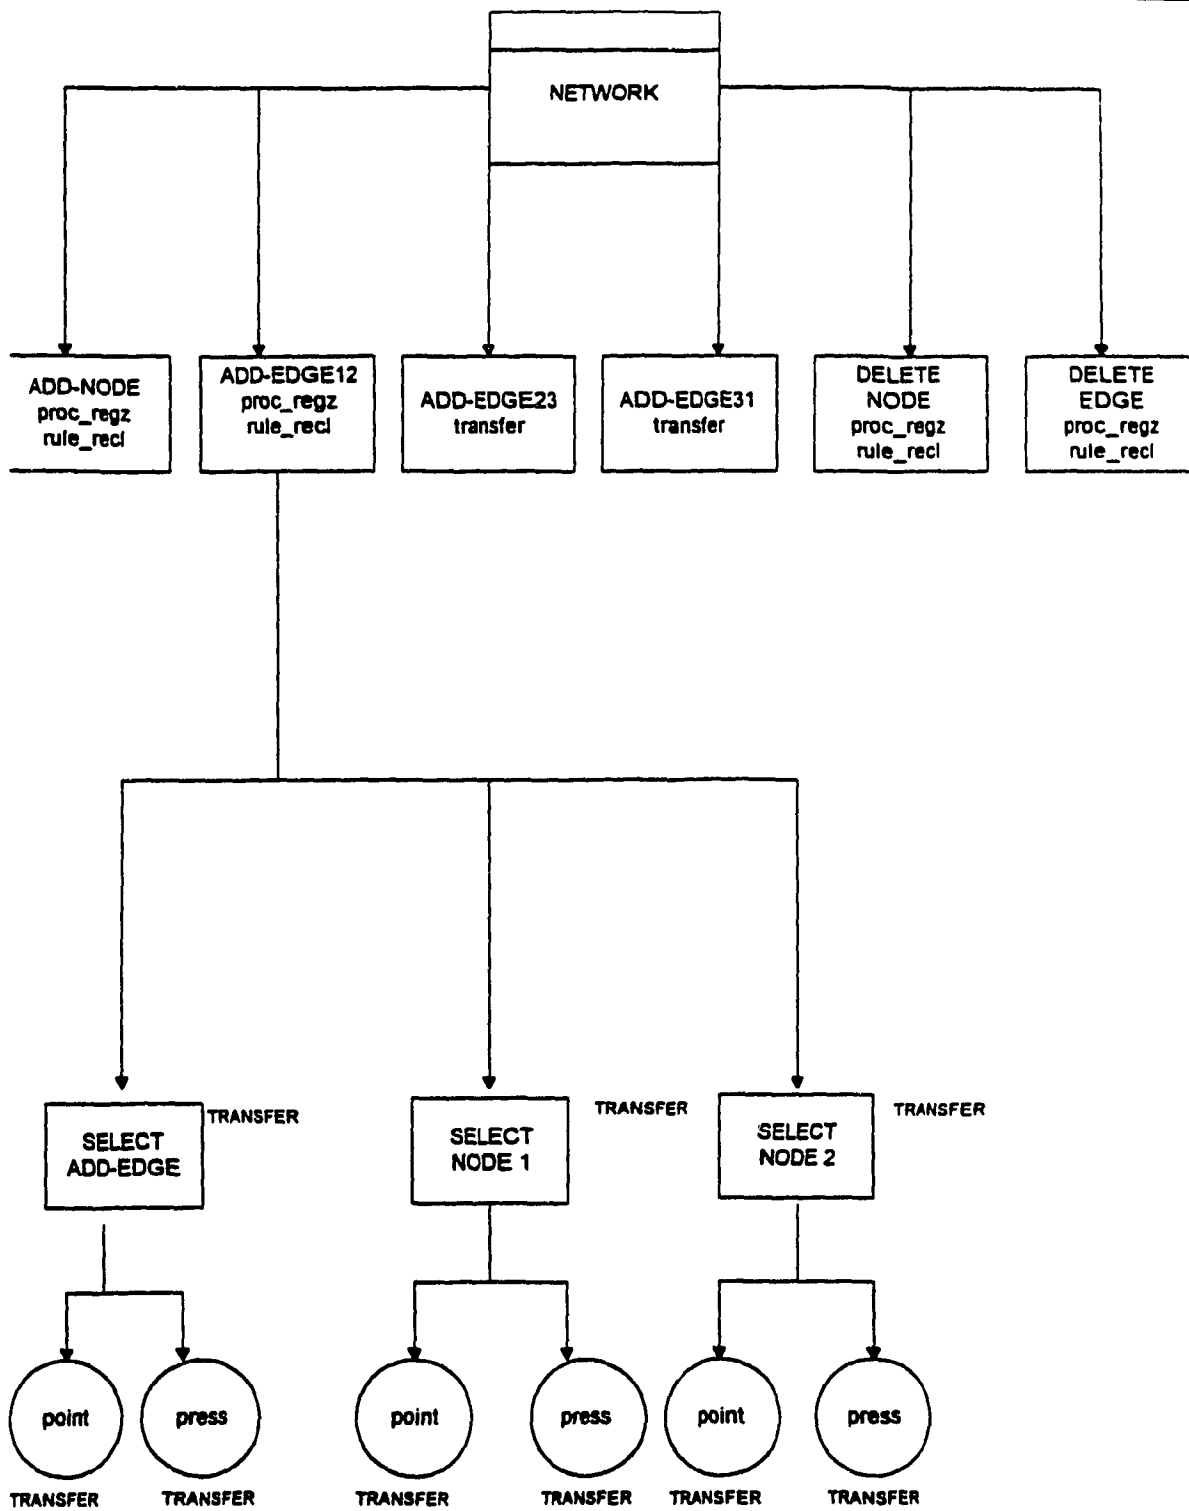 NETWORK
ADD-NODE
proc_regz
rule_recl
ADD-EDGE12
proc_regz
rule_recl
ADD-EDGE23
transfer
ADD-EDGE31
transfer
DELETE
NODE
proc_regz
rule_recl
DELETE
EDGE
proc_regz
rule_recl
SELECT
ADD-EDGE
TRANSFER
SELECT
NODE 1
TRANSFER
SELECT
NODE 2
TRANSFER
point
press
point
press
point
press
TRANSFER
TRANSFER
TRANSFER
TRANSFER
TRANSFER
TRANSFER